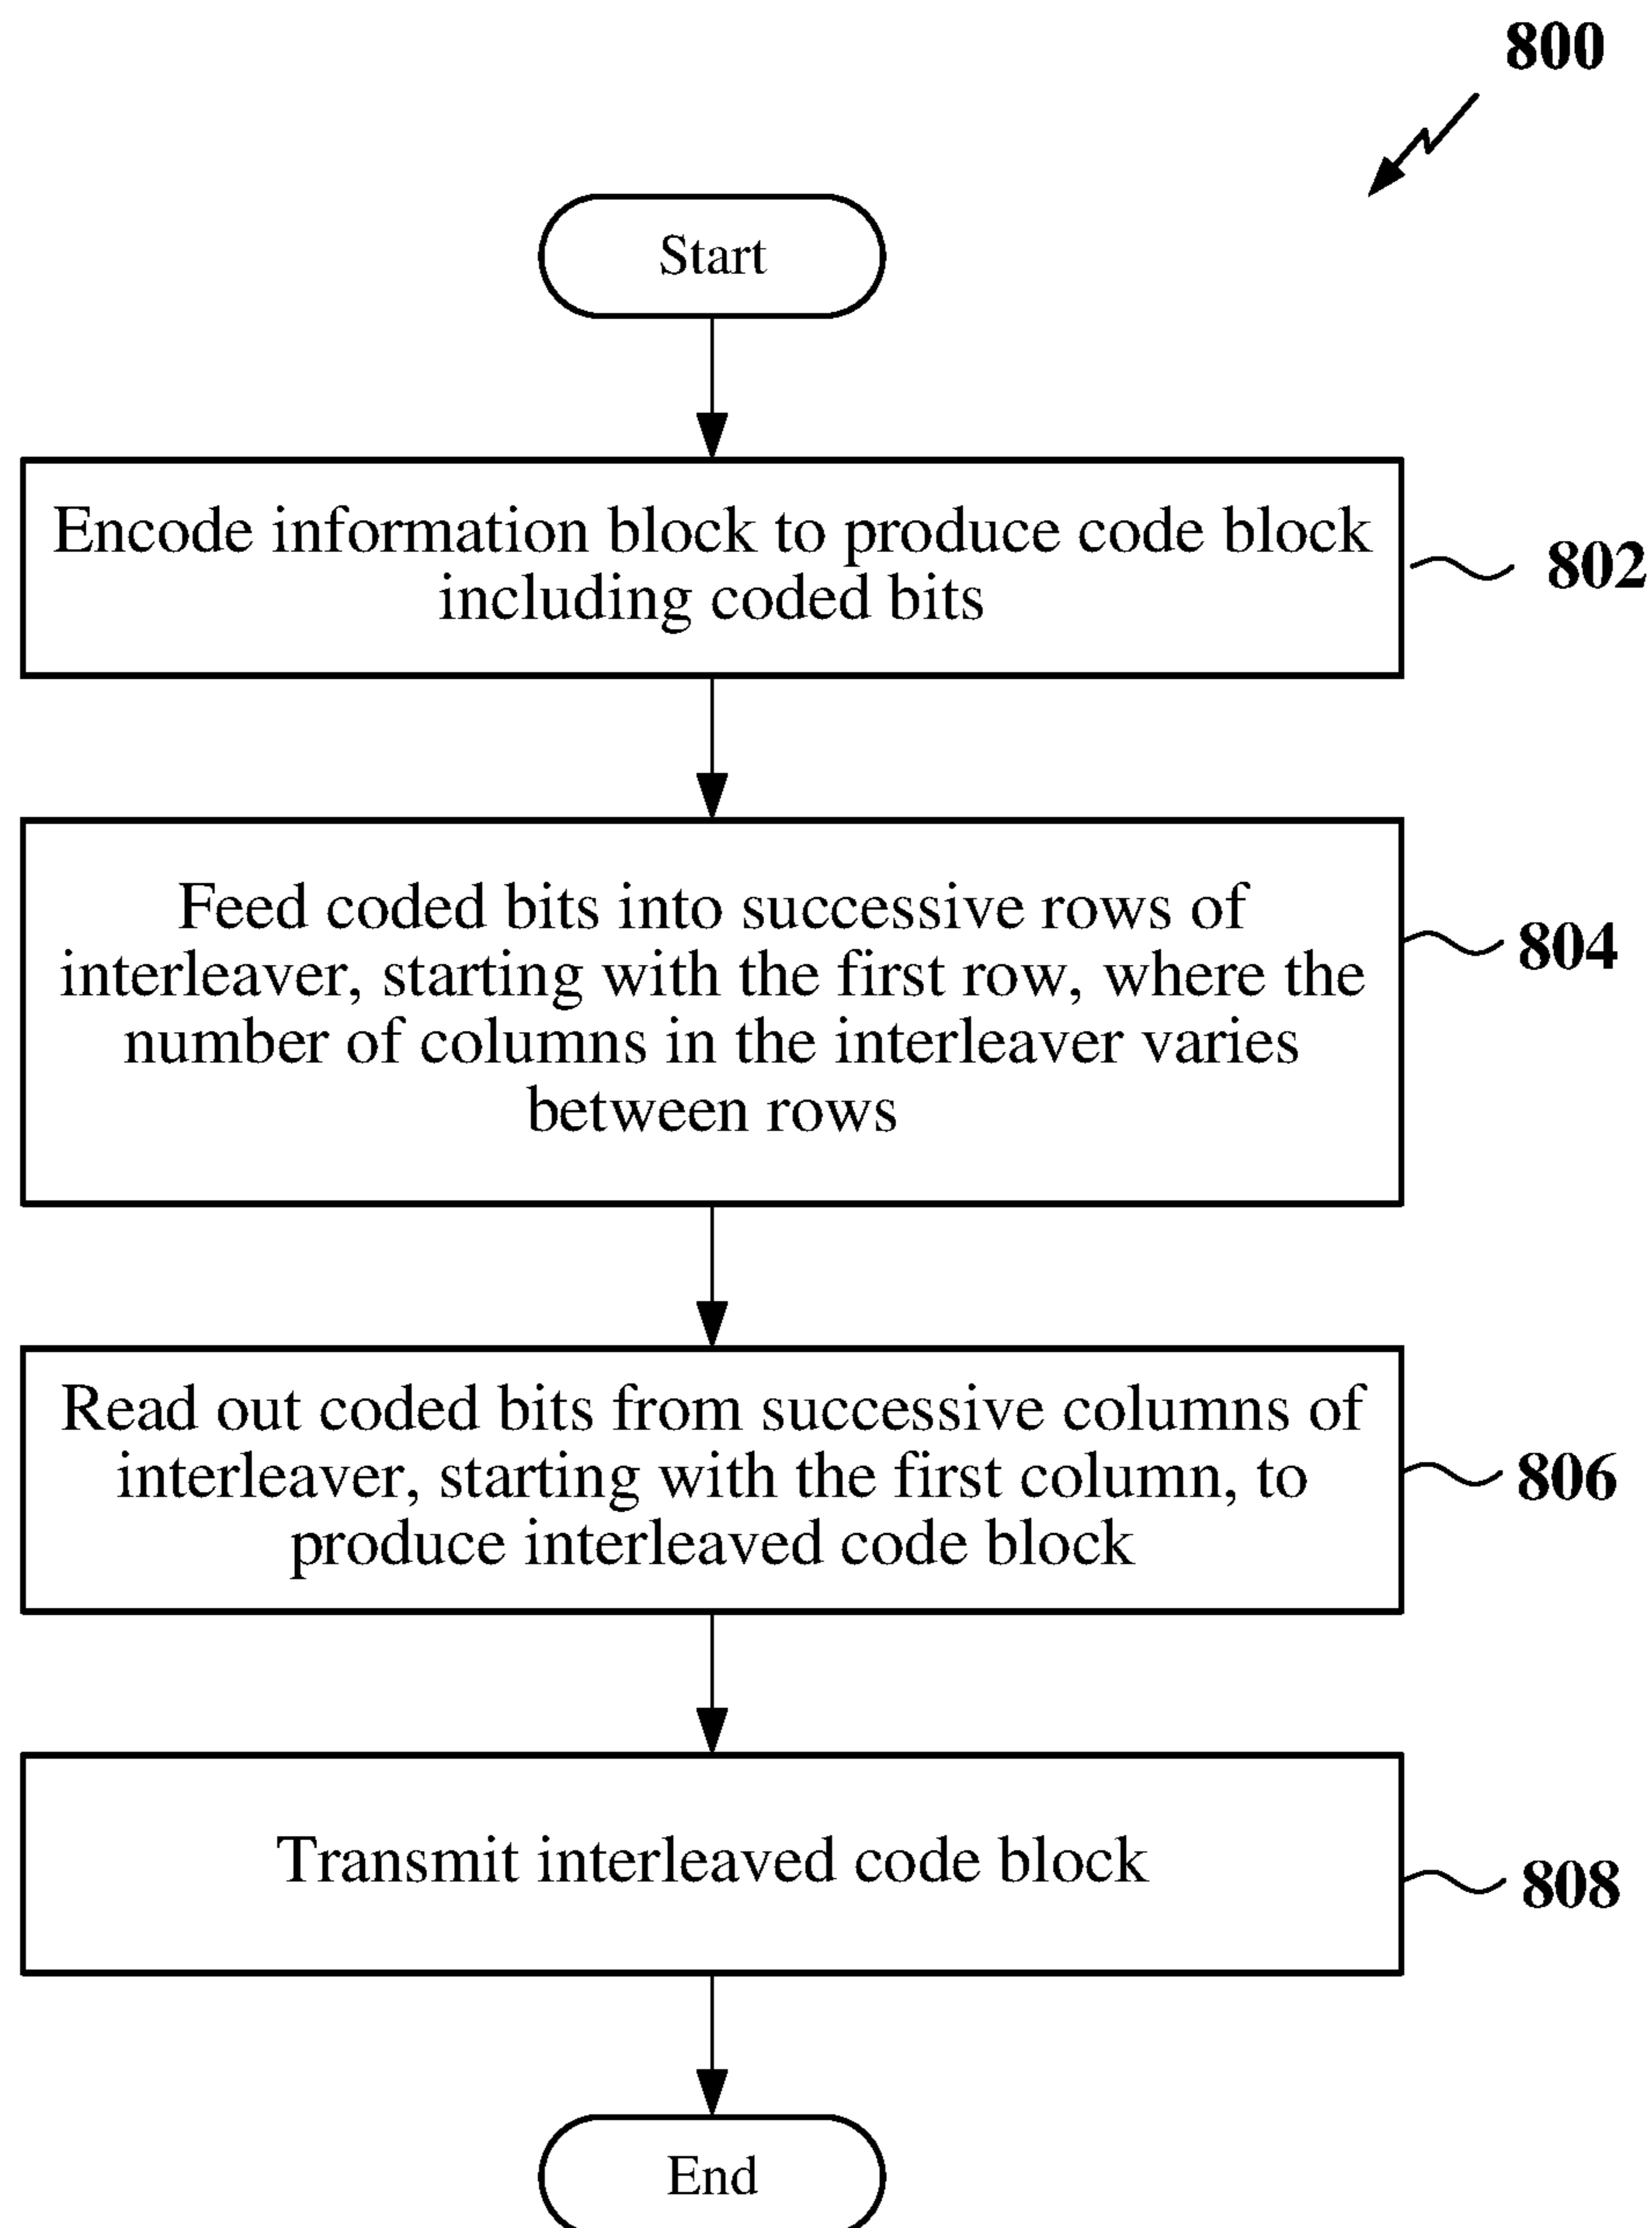 800
Start
Encode information block to produce code block
including coded bits
802
Feed coded bits into successive rows of
interleaver, starting with the first row, where the
number of columns in the interleaver varies
between rows
804
Read out coded bits from successive columns of
interleaver, starting with the first column, to
produce interleaved code block
806
Transmit interleaved code block
808
End